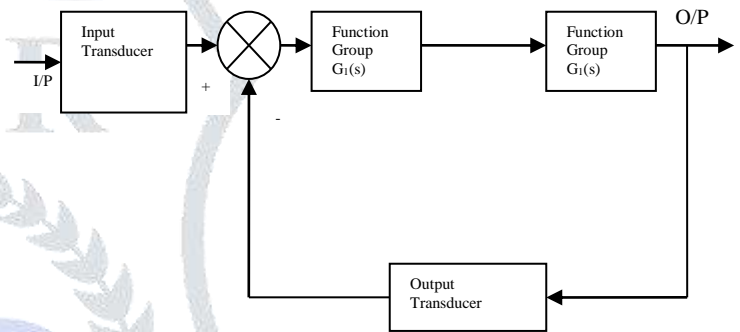 Input
Transducer
I/P
+
-
Function
Group
G₁(s)
Function
Group
G₁(s)
O/P
Output
Transducer